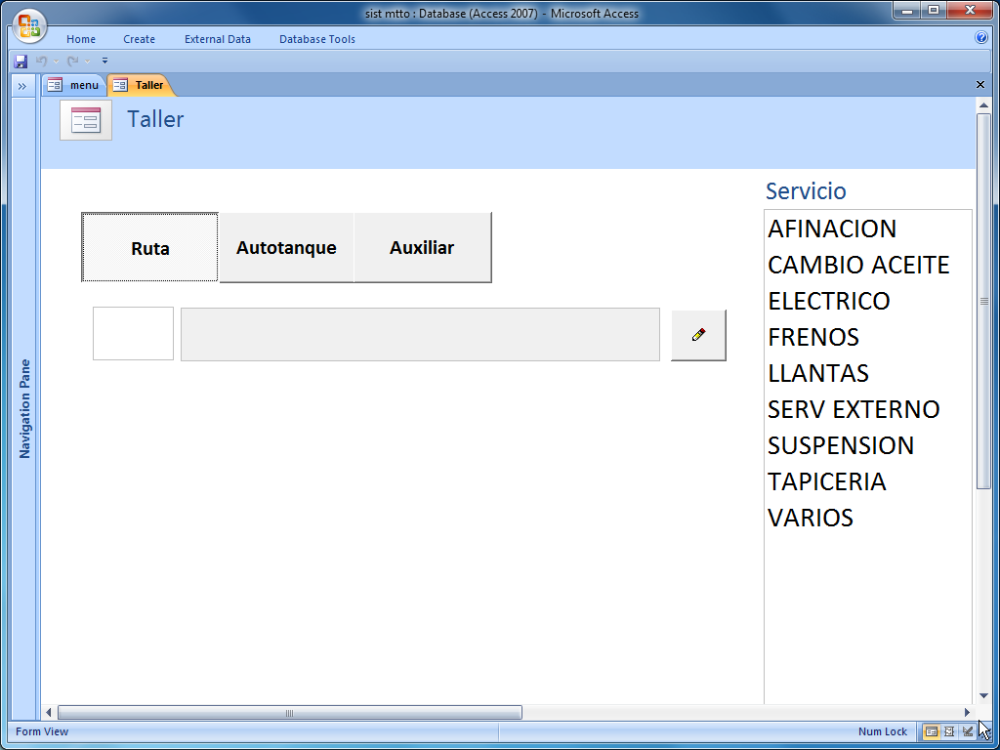 sist mtto : Database (Access 2007) - Microsoft Access
Home Create External Data Database Tools
menu Taller
Taller
Servicio
Ruta Autotanque Auxiliar
AFINACION
CAMBIO ACEITE
ELECTRICO
FRENOS
LLANTAS
SERV EXTERNO
SUSPENSION
TAPICERIA
VARIOS
Navigation Pane
Form View Num Lock